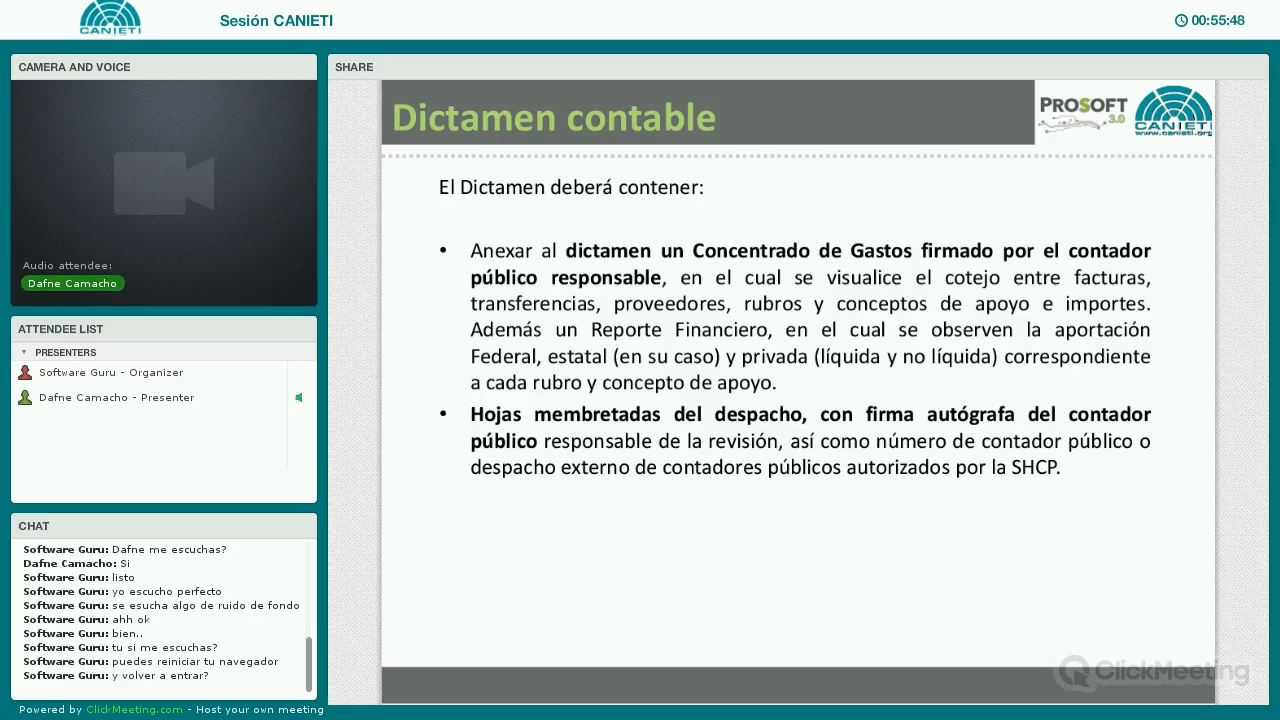 CANIETI
Sesión CANIETI
00:55:48
CAMERA AND VOICE
Audio attendee:
Dafne Camacho
ATTENDEE LIST
PRESENTERS
Software Guru - Organizer
Dafne Camacho - Presenter
CHAT
Software Guru: Dafne me escuchas?
Dafne Camacho: Si
Software Guru: listo
Software Guru: yo escucho perfecto
Software Guru: se esucha algo de ruido de fondo
Software Guru: ahh ok
Software Guru: bien..
Software Guru: tu si me escuchas?
Software Guru: puedes reiniciar tu navegador
Software Guru: y volver a entrar?
Powered by ClickMeeting.com - Host your own meeting
SHARE
Dictamen contable
PROSOFT
3.0
CANIETI
www.canieti.org
El Dictamen deberá contener:
• Anexar al dictamen un Concentrado de Gastos firmado por el contador
público responsable, en el cual se visualice el cotejo entre facturas,
transferencias, proveedores, rubros y conceptos de apoyo e importes.
Además un Reporte Financiero, en el cual se observen la aportación
Federal, estatal (en su caso) y privada (líquida y no líquida) correspondiente
a cada rubro y concepto de apoyo.
• Hojas membretadas del despacho, con firma autógrafa del contador
público responsable de la revisión, así como número de contador público o
despacho externo de contadores públicos autorizados por la SHCP.
ClickMeeting